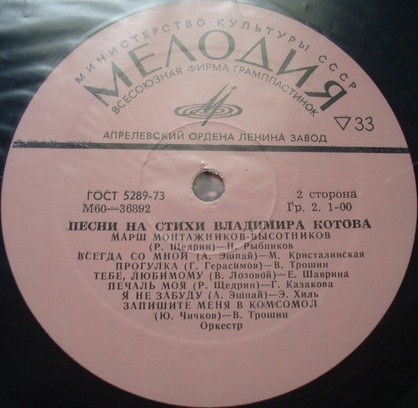 МИНИСТЕРСТВО КУЛЬТУРЫ СССР
МЕЛОДИЯ
ВСЕСОЮЗНАЯ ФИРМА ГРАМПЛАСТИНОК
▽33
АПРЕЛЕВСКИЙ ОРДЕНА ЛЕНИНА ЗАВОД
ГОСТ 5289-73
М60—36892
2 сторона
Гр. 2. 1-00
ПЕСНИ НА СТИХИ ВЛАДИМИРА КОТОВА
МАРШ МОНТАЖНИКОВ-ВЫСОТНИКОВ
(Р. Щедрин)—Н. Рыбников
ВСЕГДА СО МНОЙ (А. Эшпай)—М. Кристалинская
ПРОГУЛКА (Г. Герасимов)—В. Трошин
ТЕБЕ, ЛЮБИМОМУ (В. Лозовой)—Е. Шаврина
ПЕЧАЛЬ МОЯ (Р. Щедрин)—Г. Казакова
Я НЕ ЗАБУДУ (А. Эшпай)—Э. Хиль
ЗАПИШИТЕ МЕНЯ В КОМСОМОЛ
(Ю. Чичков)—В. Трошин
Оркестр